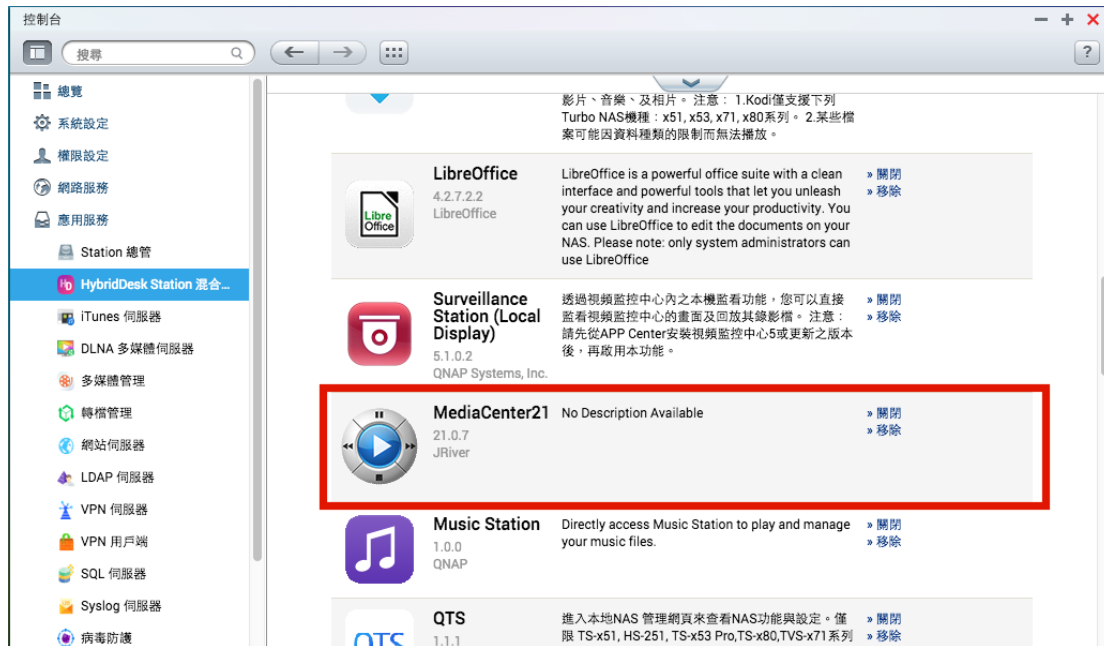 控制台
搜尋
?
總覽
系統設定
權限設定
網路服務
應用服務
Station 總管
HybridDesk Station 混合...
iTunes 伺服器
DLNA 多媒體伺服器
多媒體管理
轉檔管理
網站伺服器
LDAP 伺服器
VPN 伺服器
VPN 用戶端
SQL 伺服器
Syslog 伺服器
病毒防護
影片、音樂、及相片。 注意： 1.Kodi僅支援下列
Turbo NAS機種：x51, x53, x71, x80系列。 2.某些檔
案可能因資料種類的限制而無法播放。
Libre
Office
LibreOffice
4.2.7.2.2
LibreOffice
LibreOffice is a powerful office suite with a clean
interface and powerful tools that let you unleash
your creativity and increase your productivity. You
can use LibreOffice to edit the documents on your
NAS. Please note: only system administrators can
use LibreOffice
» 關閉
» 移除
Surveillance
Station (Local
Display)
5.1.0.2
QNAP Systems, Inc.
透過視頻監控中心內之本機監看功能，您可以直接
監看視頻監控中心的畫面及回放其錄影檔。 注意：
請先從APP Center安裝視頻監控中心5或更新之版本
後，再啟用本功能。
» 關閉
» 移除
MediaCenter21
21.0.7
JRiver
No Description Available
» 關閉
» 移除
Music Station
1.0.0
QNAP
Directly access Music Station to play and manage
your music files.
» 關閉
» 移除
QTS
QTS
1.1.1
進入本地NAS 管理網頁來查看NAS功能與設定。僅
限 TS-x51, HS-251, TS-x53 Pro,TS-x80,TVS-x71系列
» 關閉
» 移除